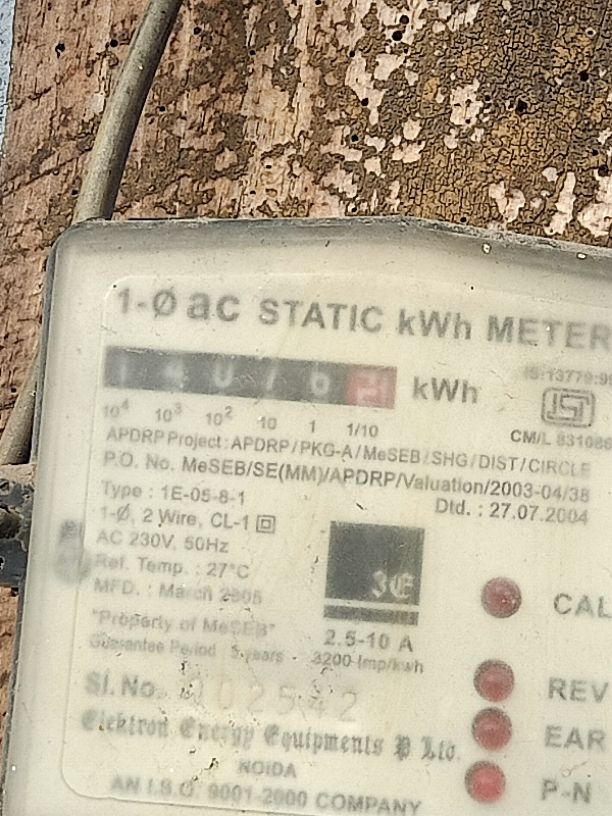 1-Ø ac STATIC kWh METER
kWh
IS:13779:99
10⁴ 10³ 10² 10 1 1/10
CM/L 831086
APDRP Project : APDRP / PKG-A / MeSEB / SHG / DIST / CIRCLE
P.O. No. MeSEB/SE(MM)/APDRP/Valuation/2003-04/38
Dtd. : 27.07.2004
Type : 1E-05-8-1
1-Ø, 2 Wire, CL-1
AC 230V, 50Hz
Ref. Temp. : 27°C
MFD. : March 2005
"Property of MeSEB"
Guarantee Period 5 years -
2.5-10 A
3200 Imp/kwh
CAL
REV
EAR
P-N
Sl. No. 02542
Elektron Energy Equipments P Ltd.
NOIDA
AN I.S.O. 9001-2000 COMPANY